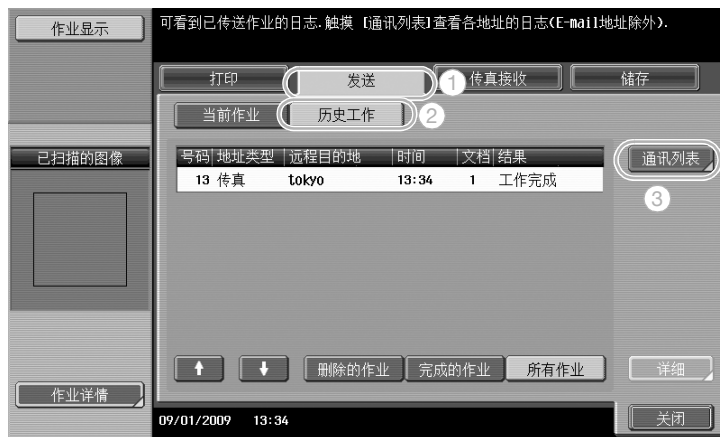 作业显示
可看到已传送作业的日志.触摸 [通讯列表]查看各地址的日志(E-mail地址除外).
打印 发送 1 传真接收 储存
当前作业 历史工作 2
已扫描的图像
号码 地址类型 远程目的地 时间 文档 结果 通讯列表
13 传真 tokyo 13:34 1 工作完成
3
删除的作业 完成的作业 所有作业 详细
作业详情
09/01/2009 13:34 关闭